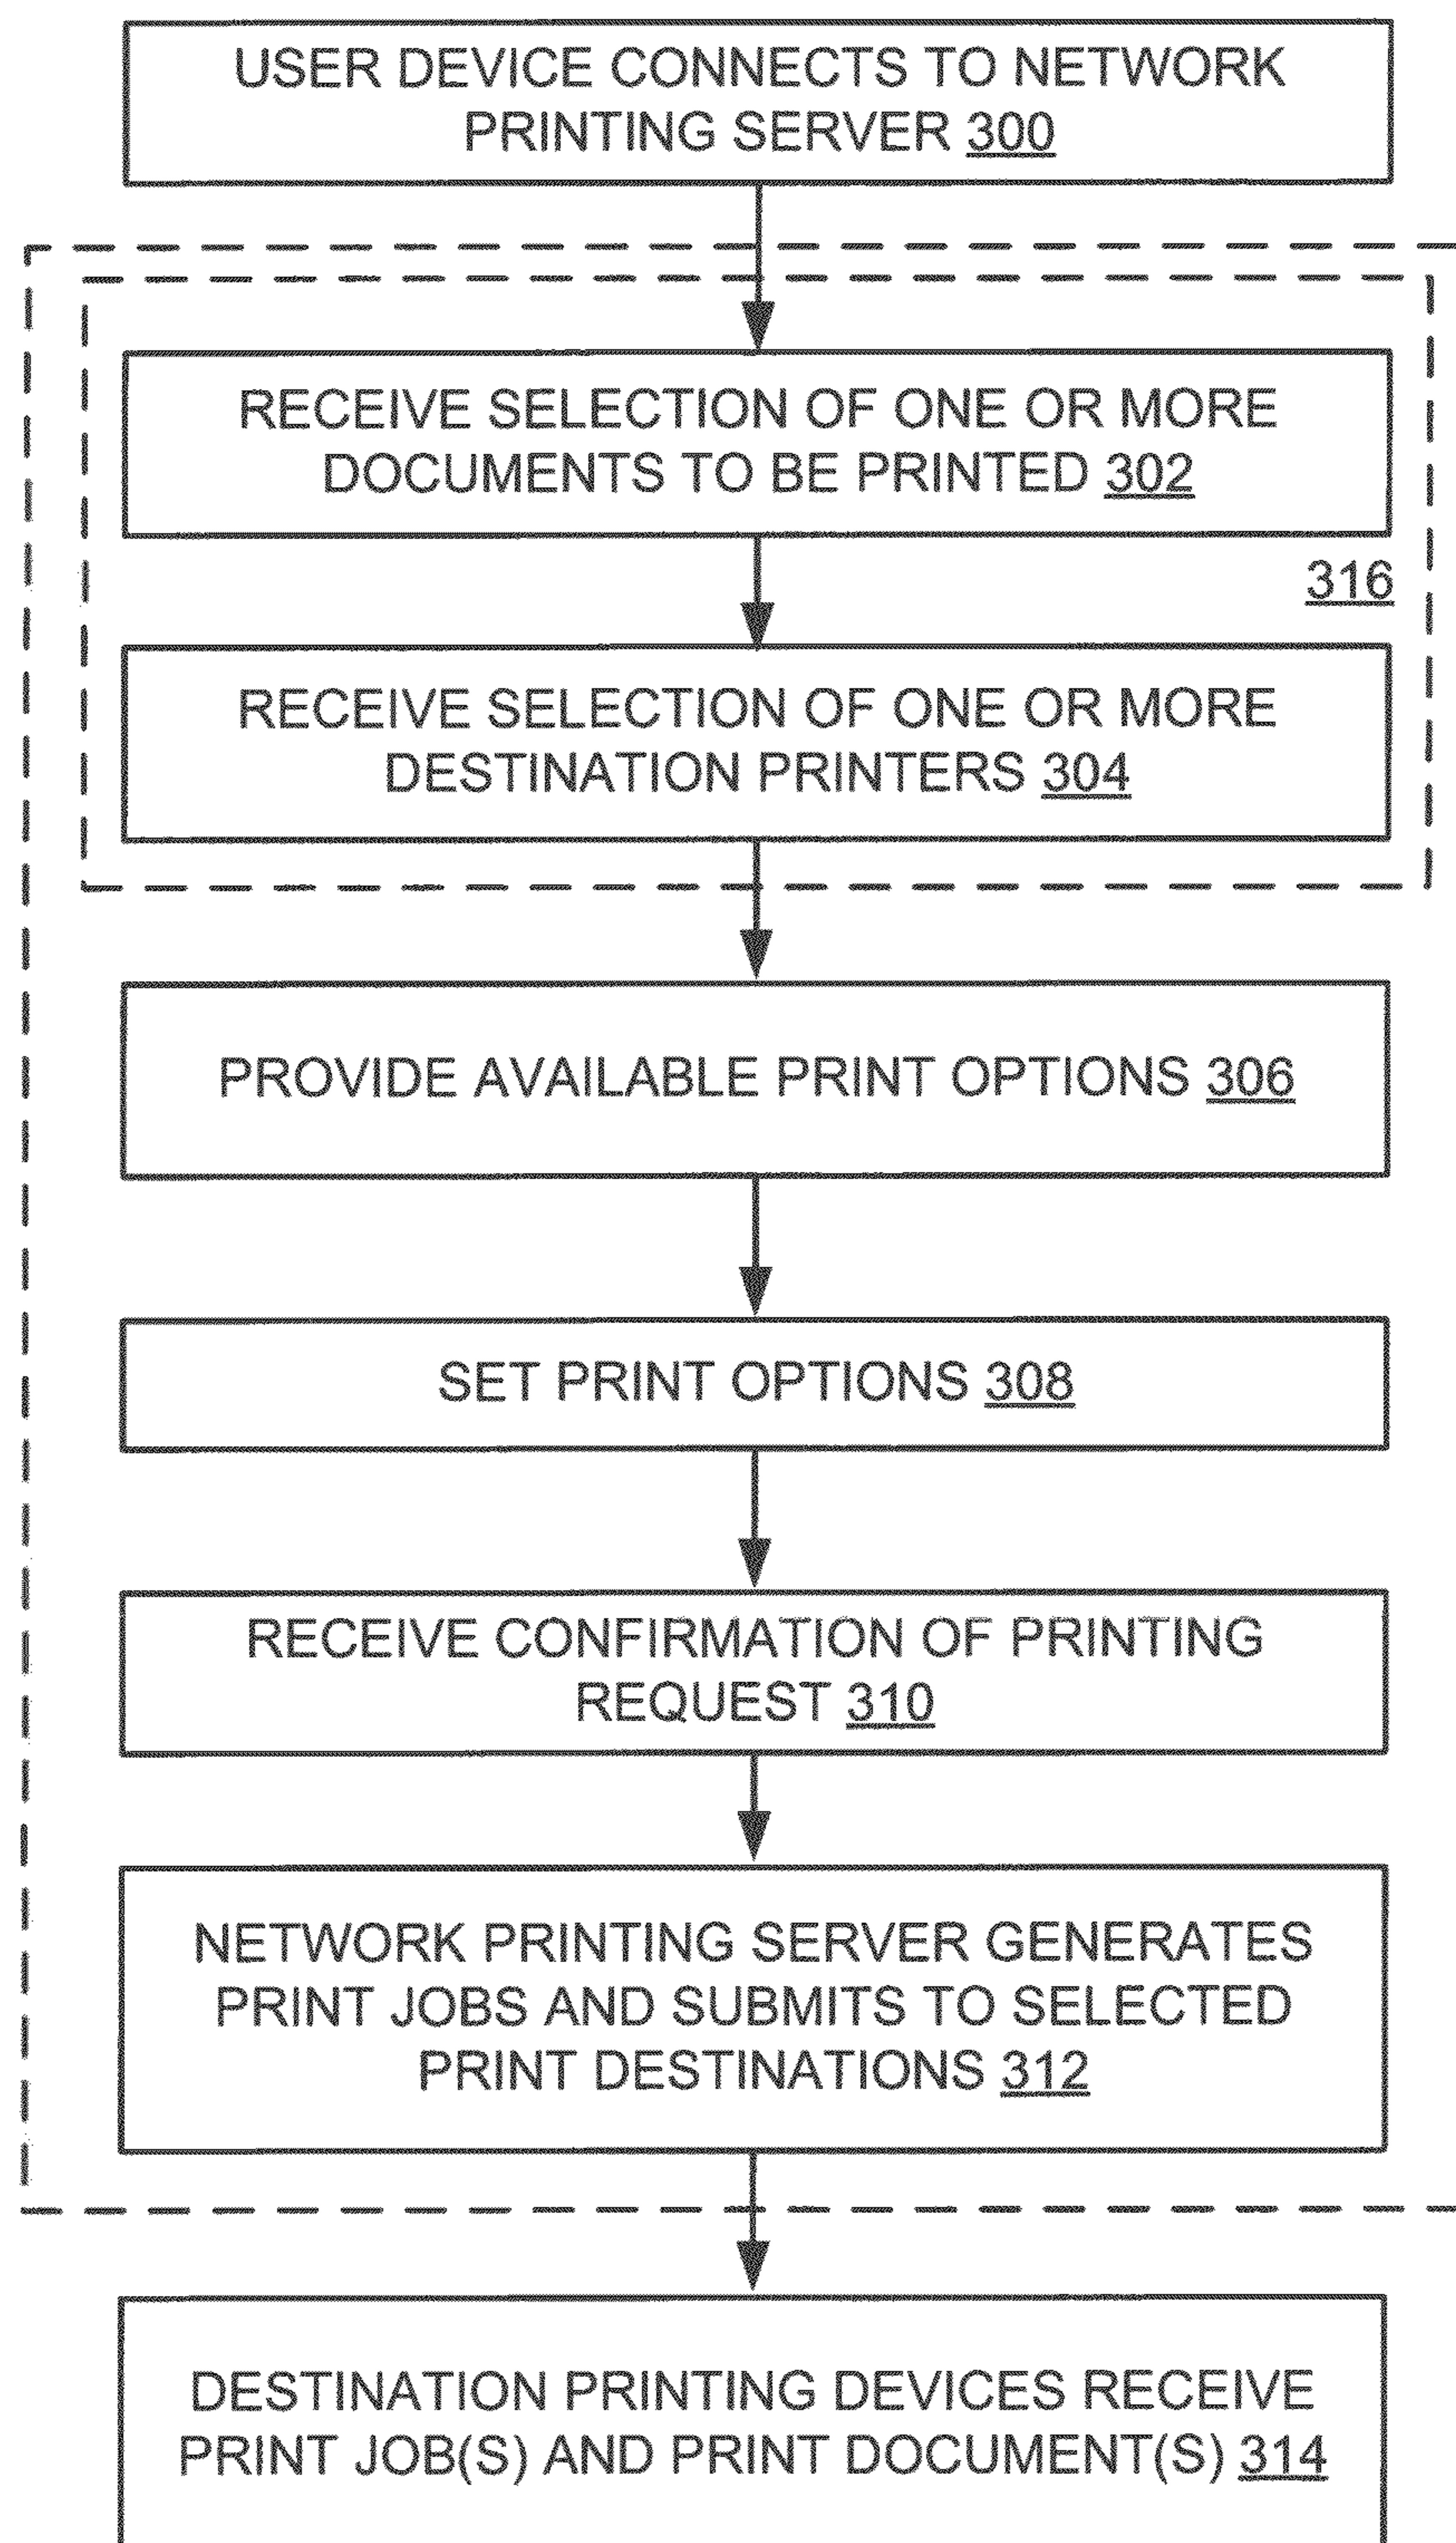 USER DEVICE CONNECTS TO NETWORK
PRINTING SERVER 300
RECEIVE SELECTION OF ONE OR MORE
DOCUMENTS TO BE PRINTED 302
316
RECEIVE SELECTION OF ONE OR MORE
DESTINATION PRINTERS 304
PROVIDE AVAILABLE PRINT OPTIONS 306
SET PRINT OPTIONS 308
RECEIVE CONFIRMATION OF PRINTING
REQUEST 310
NETWORK PRINTING SERVER GENERATES
PRINT JOBS AND SUBMITS TO SELECTED
PRINT DESTINATIONS 312
DESTINATION PRINTING DEVICES RECEIVE
PRINT JOB(S) AND PRINT DOCUMENT(S) 314